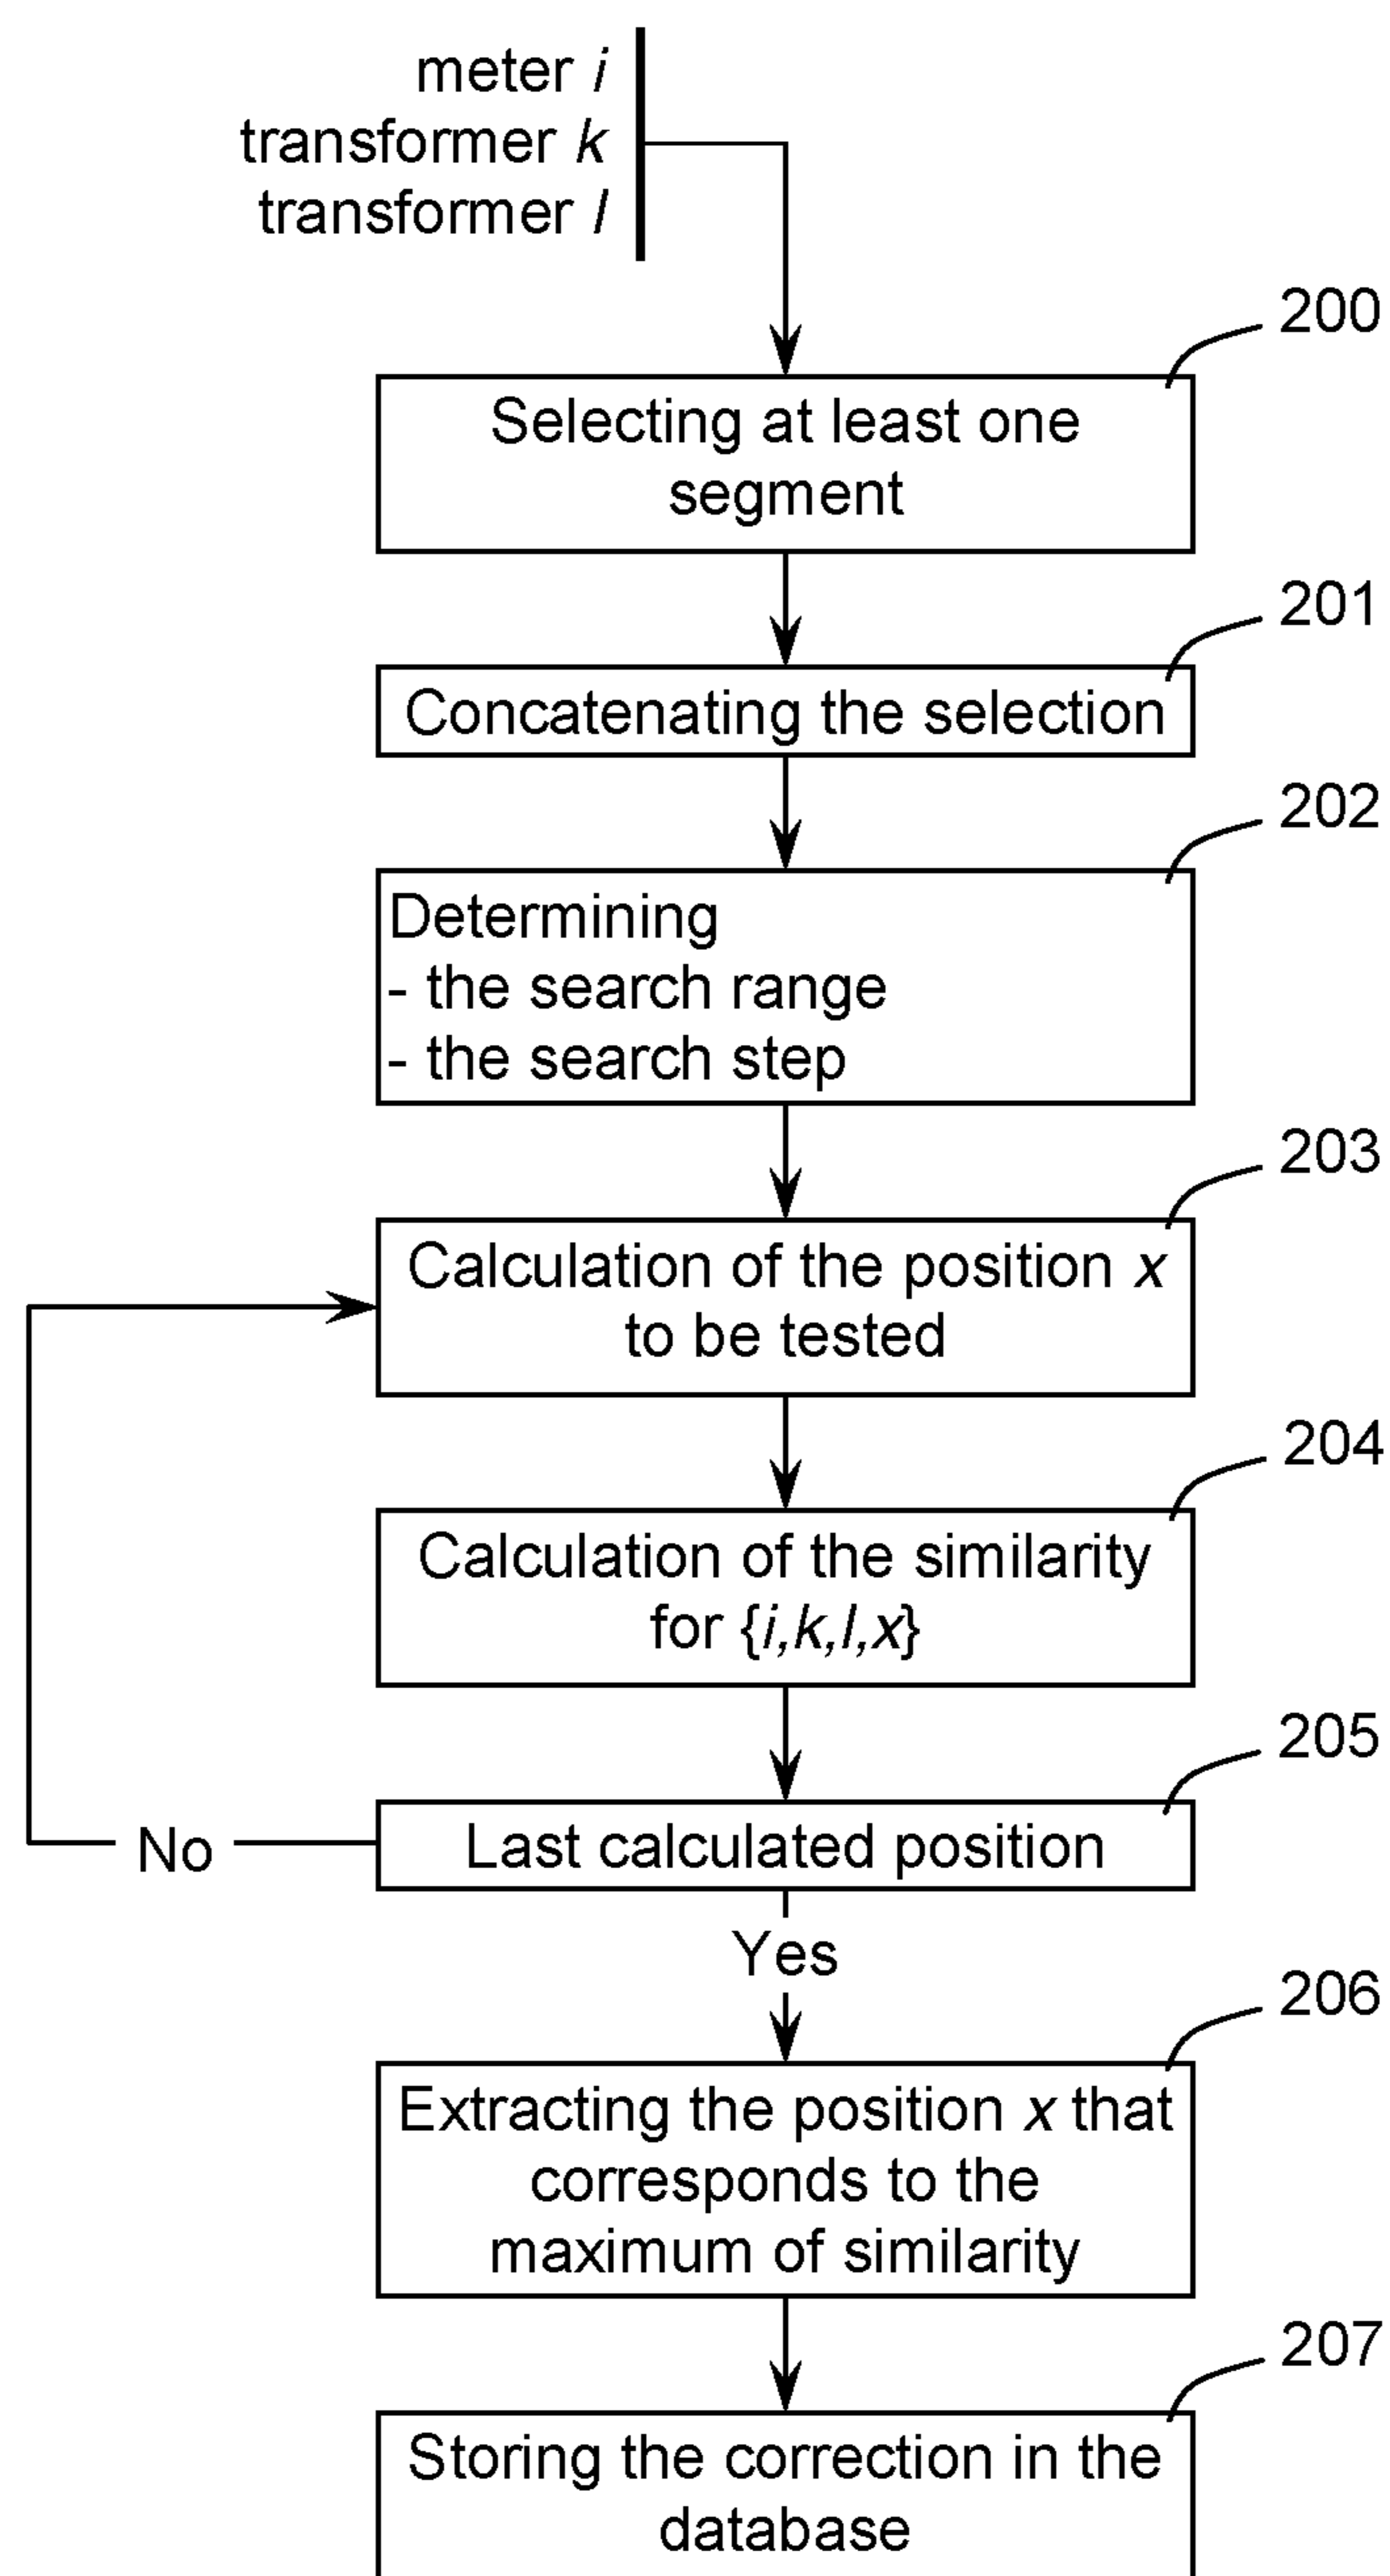 meter i
transformer k
transformer l
200
Selecting at least one
segment
201
Concatenating the selection
202
Determining
- the search range
- the search step
203
Calculation of the position x
to be tested
204
Calculation of the similarity
for {i,k,l,x}
205
Last calculated position
No
Yes
206
Extracting the position x that
corresponds to the
maximum of similarity
207
Storing the correction in the
database